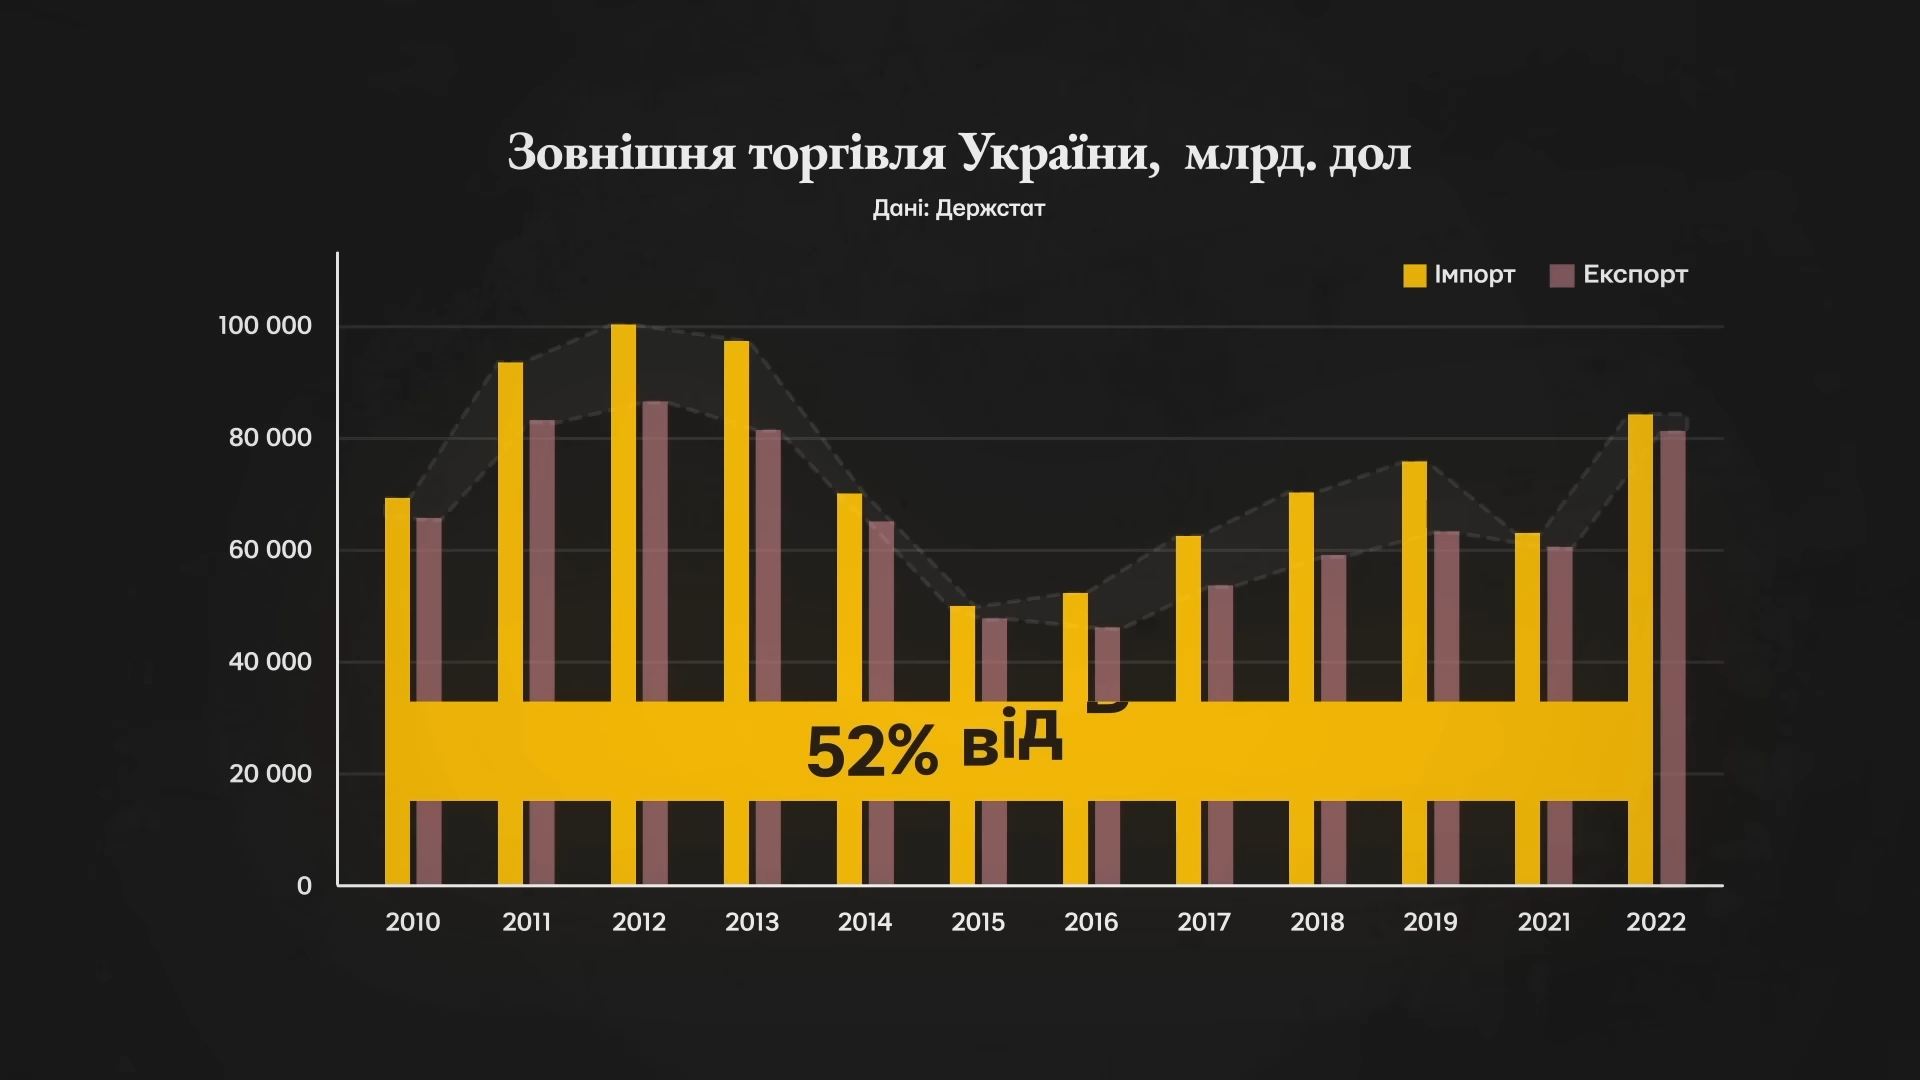 Зовнішня торгівля України, млрд. дол
Дані: Держстат
Імпорт
Експорт
100 000
80 000
60 000
40 000
20 000
0
52% від
2010 2011 2012 2013 2014 2015 2016 2017 2018 2019 2021 2022